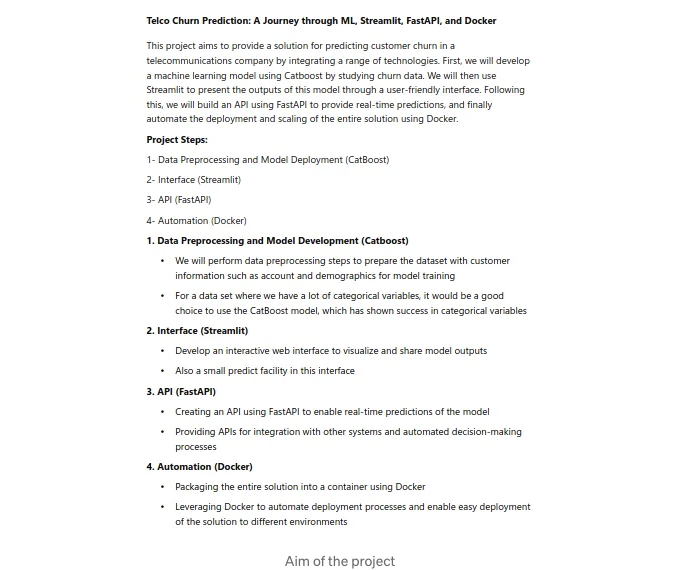 Telco Churn Prediction: A Journey through ML, Streamlit, FastAPI, and Docker
This project aims to provide a solution for predicting customer churn in a
telecommunications company by integrating a range of technologies. First, we will develop
a machine learning model using Catboost by studying churn data. We will then use
Streamlit to present the outputs of this model through a user-friendly interface. Following
this, we will build an API using FastAPI to provide real-time predictions, and finally
automate the deployment and scaling of the entire solution using Docker.
Project Steps:
1- Data Preprocessing and Model Deployment (CatBoost)
2- Interface (Streamlit)
3- API (FastAPI)
4- Automation (Docker)
1. Data Preprocessing and Model Development (Catboost)
• We will perform data preprocessing steps to prepare the dataset with customer
information such as account and demographics for model training
• For a data set where we have a lot of categorical variables, it would be a good
choice to use the CatBoost model, which has shown success in categorical variables
2. Interface (Streamlit)
• Develop an interactive web interface to visualize and share model outputs
• Also a small predict facility in this interface
3. API (FastAPI)
• Creating an API using FastAPI to enable real-time predictions of the model
• Providing APIs for integration with other systems and automated decision-making
processes
4. Automation (Docker)
• Packaging the entire solution into a container using Docker
• Leveraging Docker to automate deployment processes and enable easy deployment
of the solution to different environments
Aim of the project